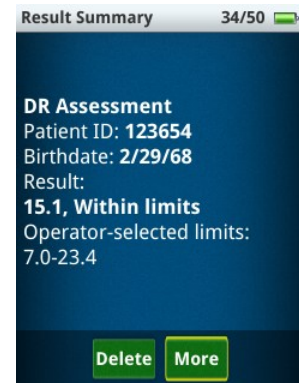 Result Summary 34/50
DR Assessment
Patient ID: 123654
Birthdate: 2/29/68
Result:
15.1, Within limits
Operator-selected limits:
7.0-23.4
Delete More